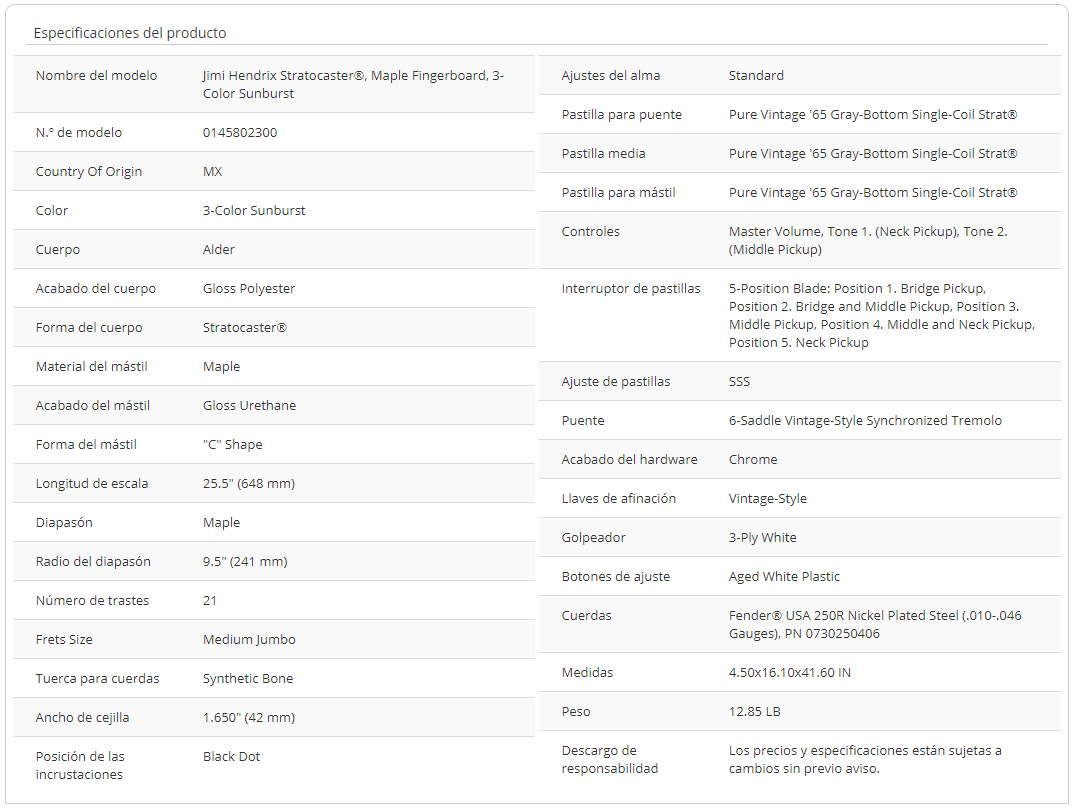 Especificaciones del producto
Nombre del modelo
Jimi Hendrix Stratocaster®, Maple Fingerboard, 3-
Color Sunburst
N.º de modelo
0145802300
Country Of Origin
MX
Color
3-Color Sunburst
Cuerpo
Alder
Acabado del cuerpo
Gloss Polyester
Forma del cuerpo
Stratocaster®
Material del mástil
Maple
Acabado del mástil
Gloss Urethane
Forma del mástil
"C" Shape
Longitud de escala
25.5" (648 mm)
Diapasón
Maple
Radio del diapasón
9.5" (241 mm)
Número de trastes
21
Frets Size
Medium Jumbo
Tuerca para cuerdas
Synthetic Bone
Ancho de cejilla
1.650" (42 mm)
Posición de las
incrustaciones
Black Dot
Ajustes del alma
Standard
Pastilla para puente
Pure Vintage '65 Gray-Bottom Single-Coil Strat®
Pastilla media
Pure Vintage '65 Gray-Bottom Single-Coil Strat®
Pastilla para mástil
Pure Vintage '65 Gray-Bottom Single-Coil Strat®
Controles
Master Volume, Tone 1. (Neck Pickup), Tone 2.
(Middle Pickup)
Interruptor de pastillas
5-Position Blade: Position 1. Bridge Pickup,
Position 2. Bridge and Middle Pickup, Position 3.
Middle Pickup, Position 4. Middle and Neck Pickup,
Position 5. Neck Pickup
Ajuste de pastillas
SSS
Puente
6-Saddle Vintage-Style Synchronized Tremolo
Acabado del hardware
Chrome
Llaves de afinación
Vintage-Style
Golpeador
3-Ply White
Botones de ajuste
Aged White Plastic
Cuerdas
Fender® USA 250R Nickel Plated Steel (.010-.046
Gauges), PN 0730250406
Medidas
4.50x16.10x41.60 IN
Peso
12.85 LB
Descargo de
responsabilidad
Los precios y especificaciones están sujetas a
cambios sin previo aviso.